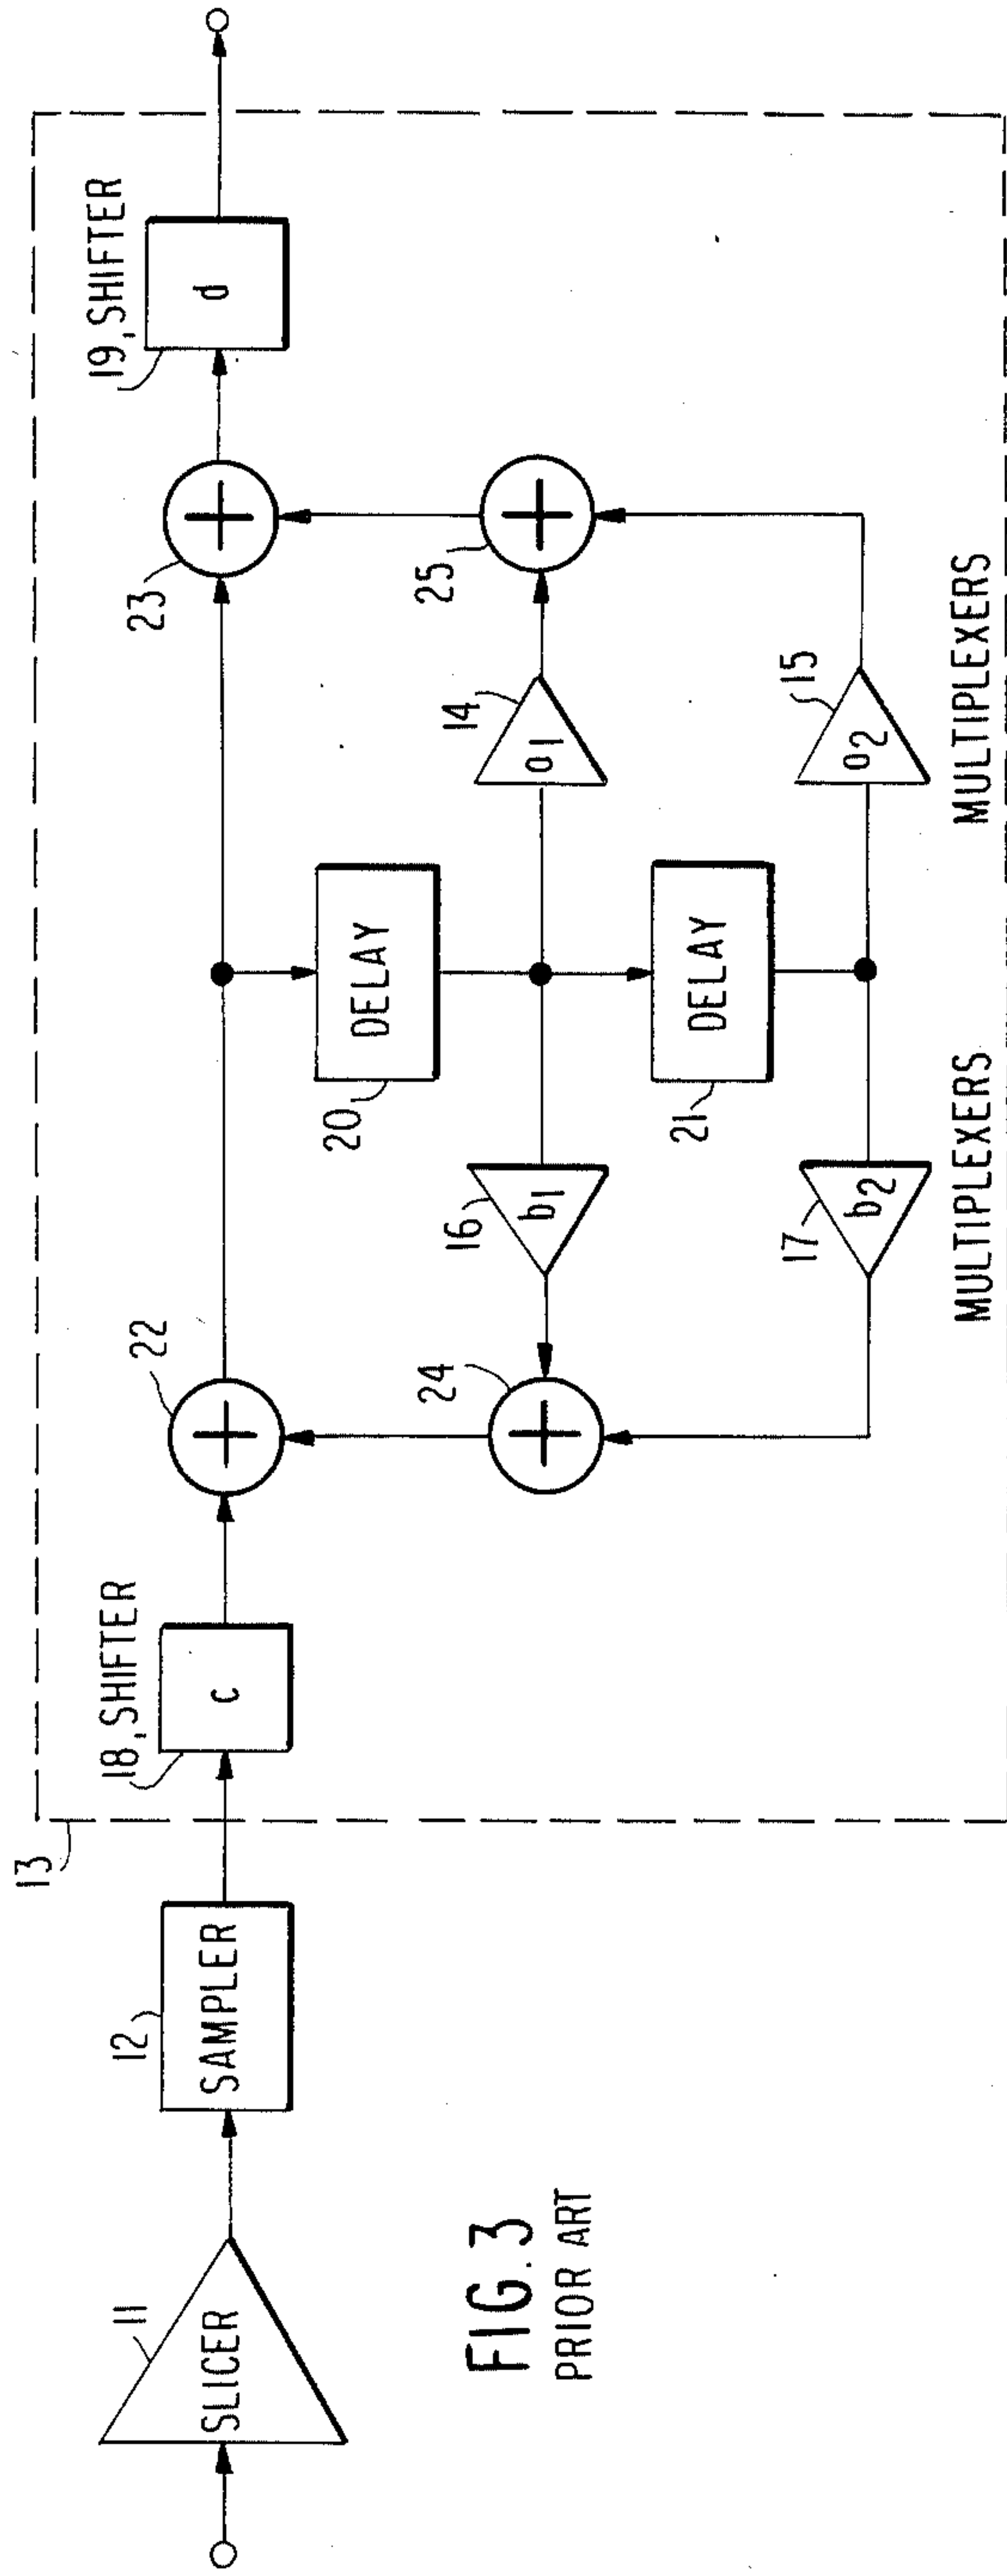 11
SLICER
12
SAMPLER
13
18, SHIFTER
c
22
24
16
b1
17
b2
20
DELAY
21
DELAY
14
a1
15
a2
23
25
19, SHIFTER
d
MULTIPLEXERS
MULTIPLEXERS
FIG. 3
PRIOR ART